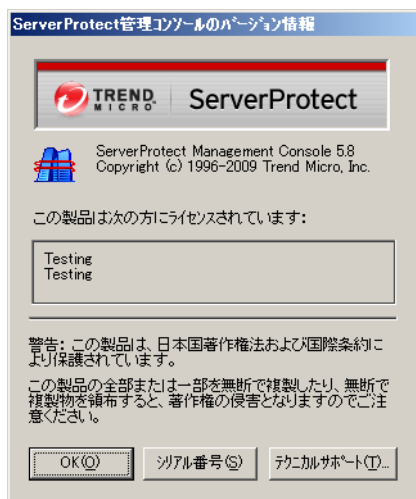 ServerProtect管理ｺﾝｿｰﾙのﾊﾞｰｼﾞｮﾝ情報
TREND MICRO ServerProtect
ServerProtect Management Console 5.8
Copyright (c) 1996-2009 Trend Micro, Inc.
この製品は次の方にﾗｲｾﾝｽされています:
Testing
Testing
警告: この製品は、日本国著作権法および国際条約に
より保護されています。
この製品の全部または一部を無断で複製したり、無断で
複製物を頒布すると、著作権の侵害となりますのでご注
意ください。
OK(O) ｼﾘｱﾙ番号(S) ﾃｸﾆｶﾙｻﾎﾟｰﾄ(T)...